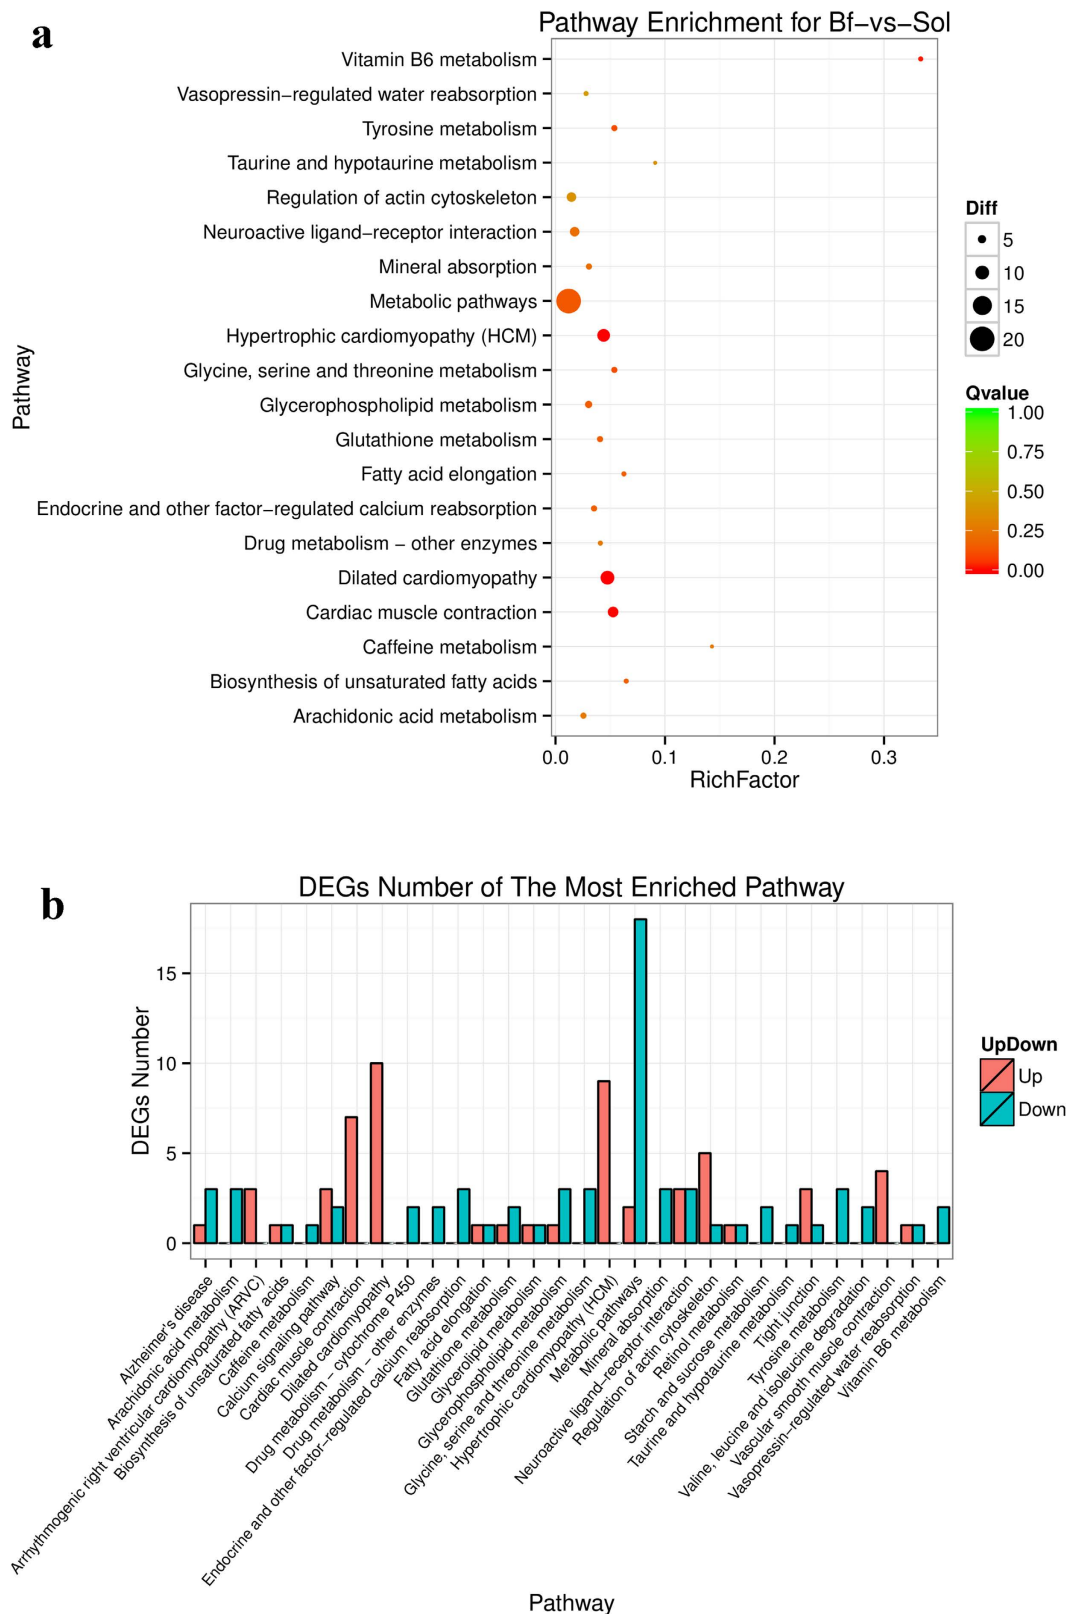 a
Pathway Enrichment for Bf−vs−Sol
Vitamin B6 metabolism
Vasopressin−regulated water reabsorption
Tyrosine metabolism
Taurine and hypotaurine metabolism
Regulation of actin cytoskeleton
Neuroactive ligand−receptor interaction
Mineral absorption
Metabolic pathways
Hypertrophic cardiomyopathy (HCM)
Glycine, serine and threonine metabolism
Glycerophospholipid metabolism
Glutathione metabolism
Fatty acid elongation
Endocrine and other factor−regulated calcium reabsorption
Drug metabolism − other enzymes
Dilated cardiomyopathy
Cardiac muscle contraction
Caffeine metabolism
Biosynthesis of unsaturated fatty acids
Arachidonic acid metabolism
Pathway
0.0 0.1 0.2 0.3
RichFactor
Diff
5
10
15
20
Qvalue
1.00
0.75
0.50
0.25
0.00
b
DEGs Number of The Most Enriched Pathway
DEGs Number
15
10
5
0
UpDown
Up
Down
Alzheimer's disease
Arachidonic acid metabolism
Arrhythmogenic right ventricular cardiomyopathy (ARVC)
Biosynthesis of unsaturated fatty acids
Caffeine metabolism
Calcium signaling pathway
Cardiac muscle contraction
Dilated cardiomyopathy
Drug metabolism − cytochrome P450
Drug metabolism − other enzymes
Endocrine and other factor−regulated calcium reabsorption
Fatty acid elongation
Glutathione metabolism
Glycerolipid metabolism
Glycerophospholipid metabolism
Glycine, serine and threonine metabolism
Hypertrophic cardiomyopathy (HCM)
Metabolic pathways
Mineral absorption
Neuroactive ligand−receptor interaction
Regulation of actin cytoskeleton
Retinol metabolism
Starch and sucrose metabolism
Taurine and hypotaurine metabolism
Tight junction
Tyrosine metabolism
Valine, leucine and isoleucine degradation
Vascular smooth muscle contraction
Vasopressin−regulated water reabsorption
Vitamin B6 metabolism
Pathway